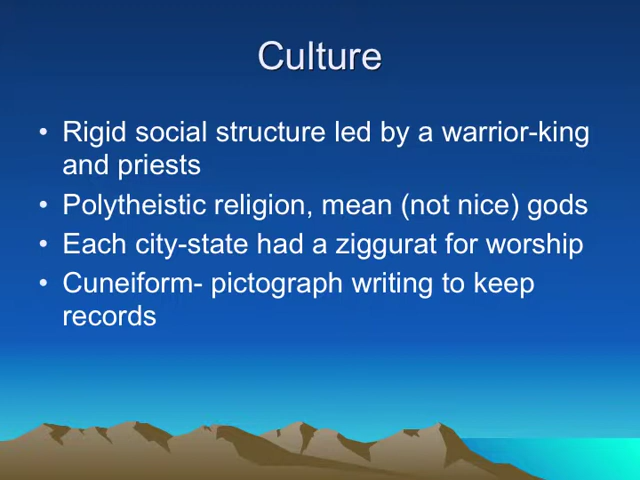 Culture
• Rigid social structure led by a warrior-king
and priests
• Polytheistic religion, mean (not nice) gods
• Each city-state had a ziggurat for worship
• Cuneiform- pictograph writing to keep
records